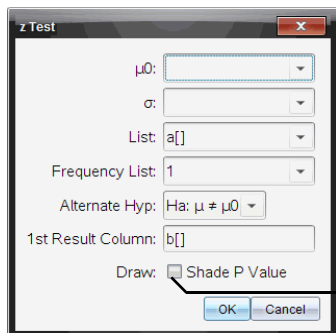 z Test
μ0:
σ:
List: a[]
Frequency List: 1
Alternate Hyp: Ha: μ ≠ μ0
1st Result Column: b[]
Draw: Shade P Value
OK Cancel